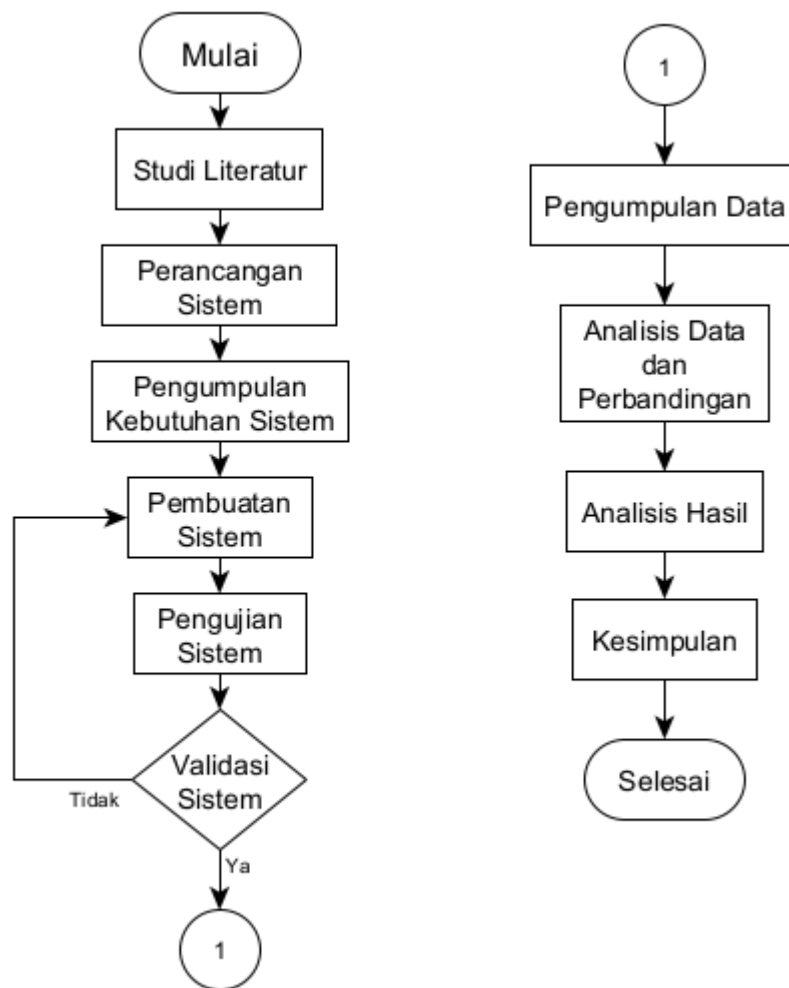 Mulai
Studi Literatur
Perancangan
Sistem
Pengumpulan
Kebutuhan Sistem
Pembuatan
Sistem
Pengujian
Sistem
Validasi
Sistem
Tidak
Ya
1
1
Pengumpulan Data
Analisis Data
dan
Perbandingan
Analisis Hasil
Kesimpulan
Selesai